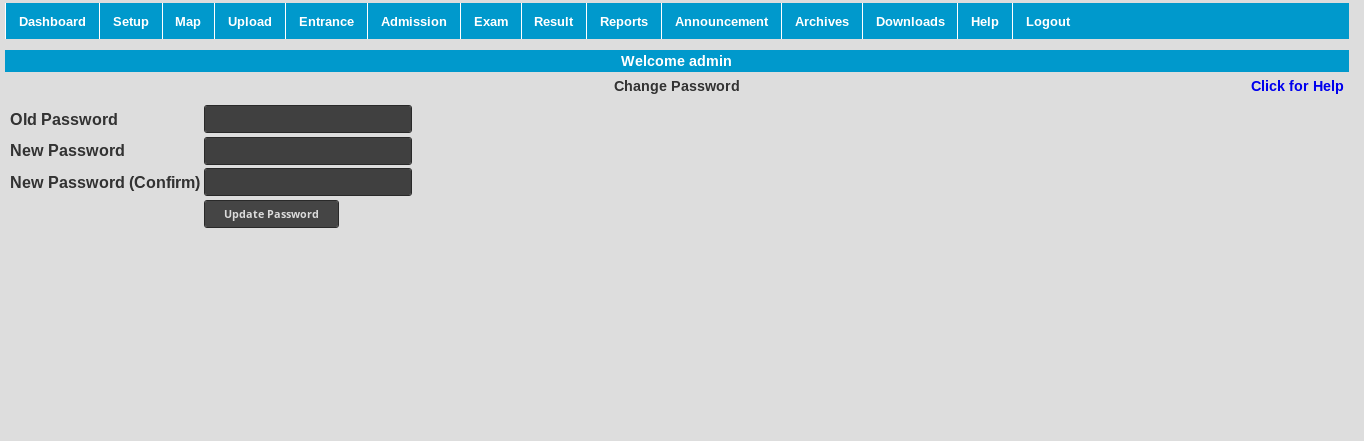 Dashboard Setup Map Upload Entrance Admission Exam Result Reports Announcement Archives Downloads Help Logout
Welcome admin
Change Password Click for Help
Old Password
New Password
New Password (Confirm)
Update Password